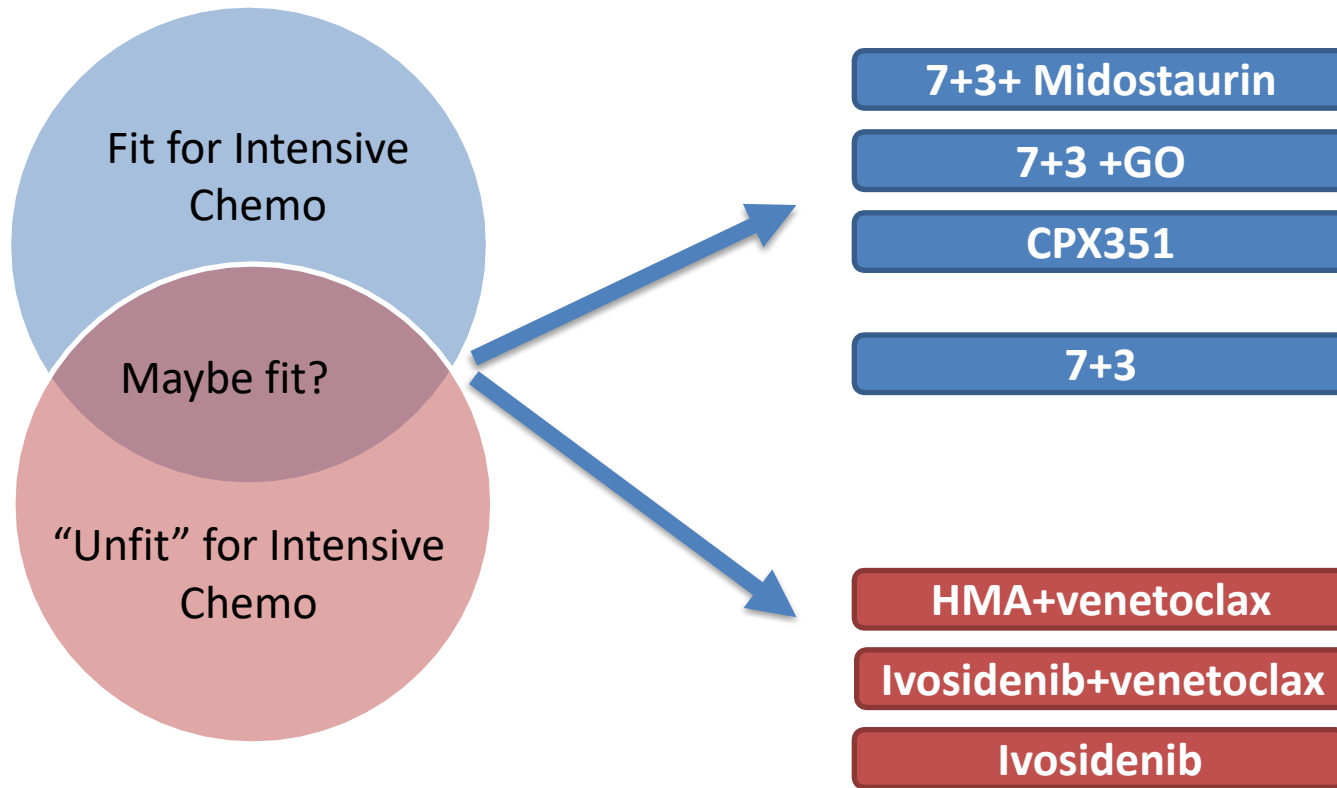 Fit for Intensive
Chemo
Maybe fit?
“Unfit” for Intensive
Chemo
7+3+ Midostaurin
7+3 +GO
CPX351
7+3
HMA+venetoclax
Ivosidenib+venetoclax
Ivosidenib